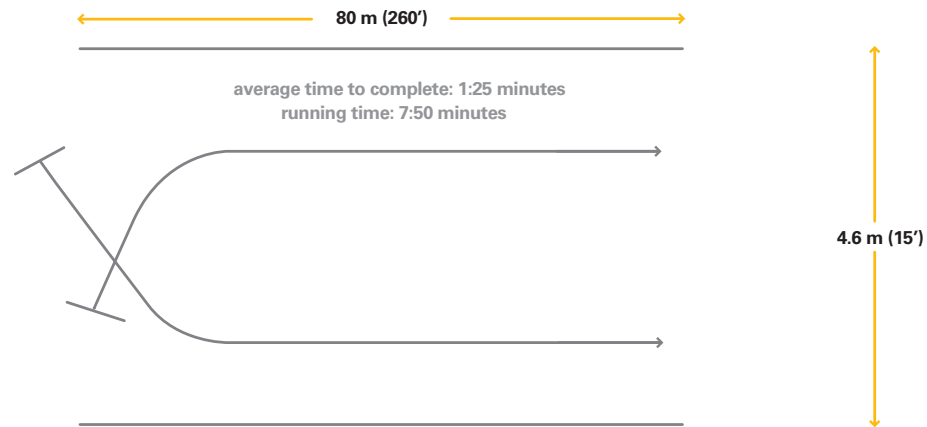 80 m (260’)
average time to complete: 1:25 minutes
running time: 7:50 minutes
4.6 m (15’)